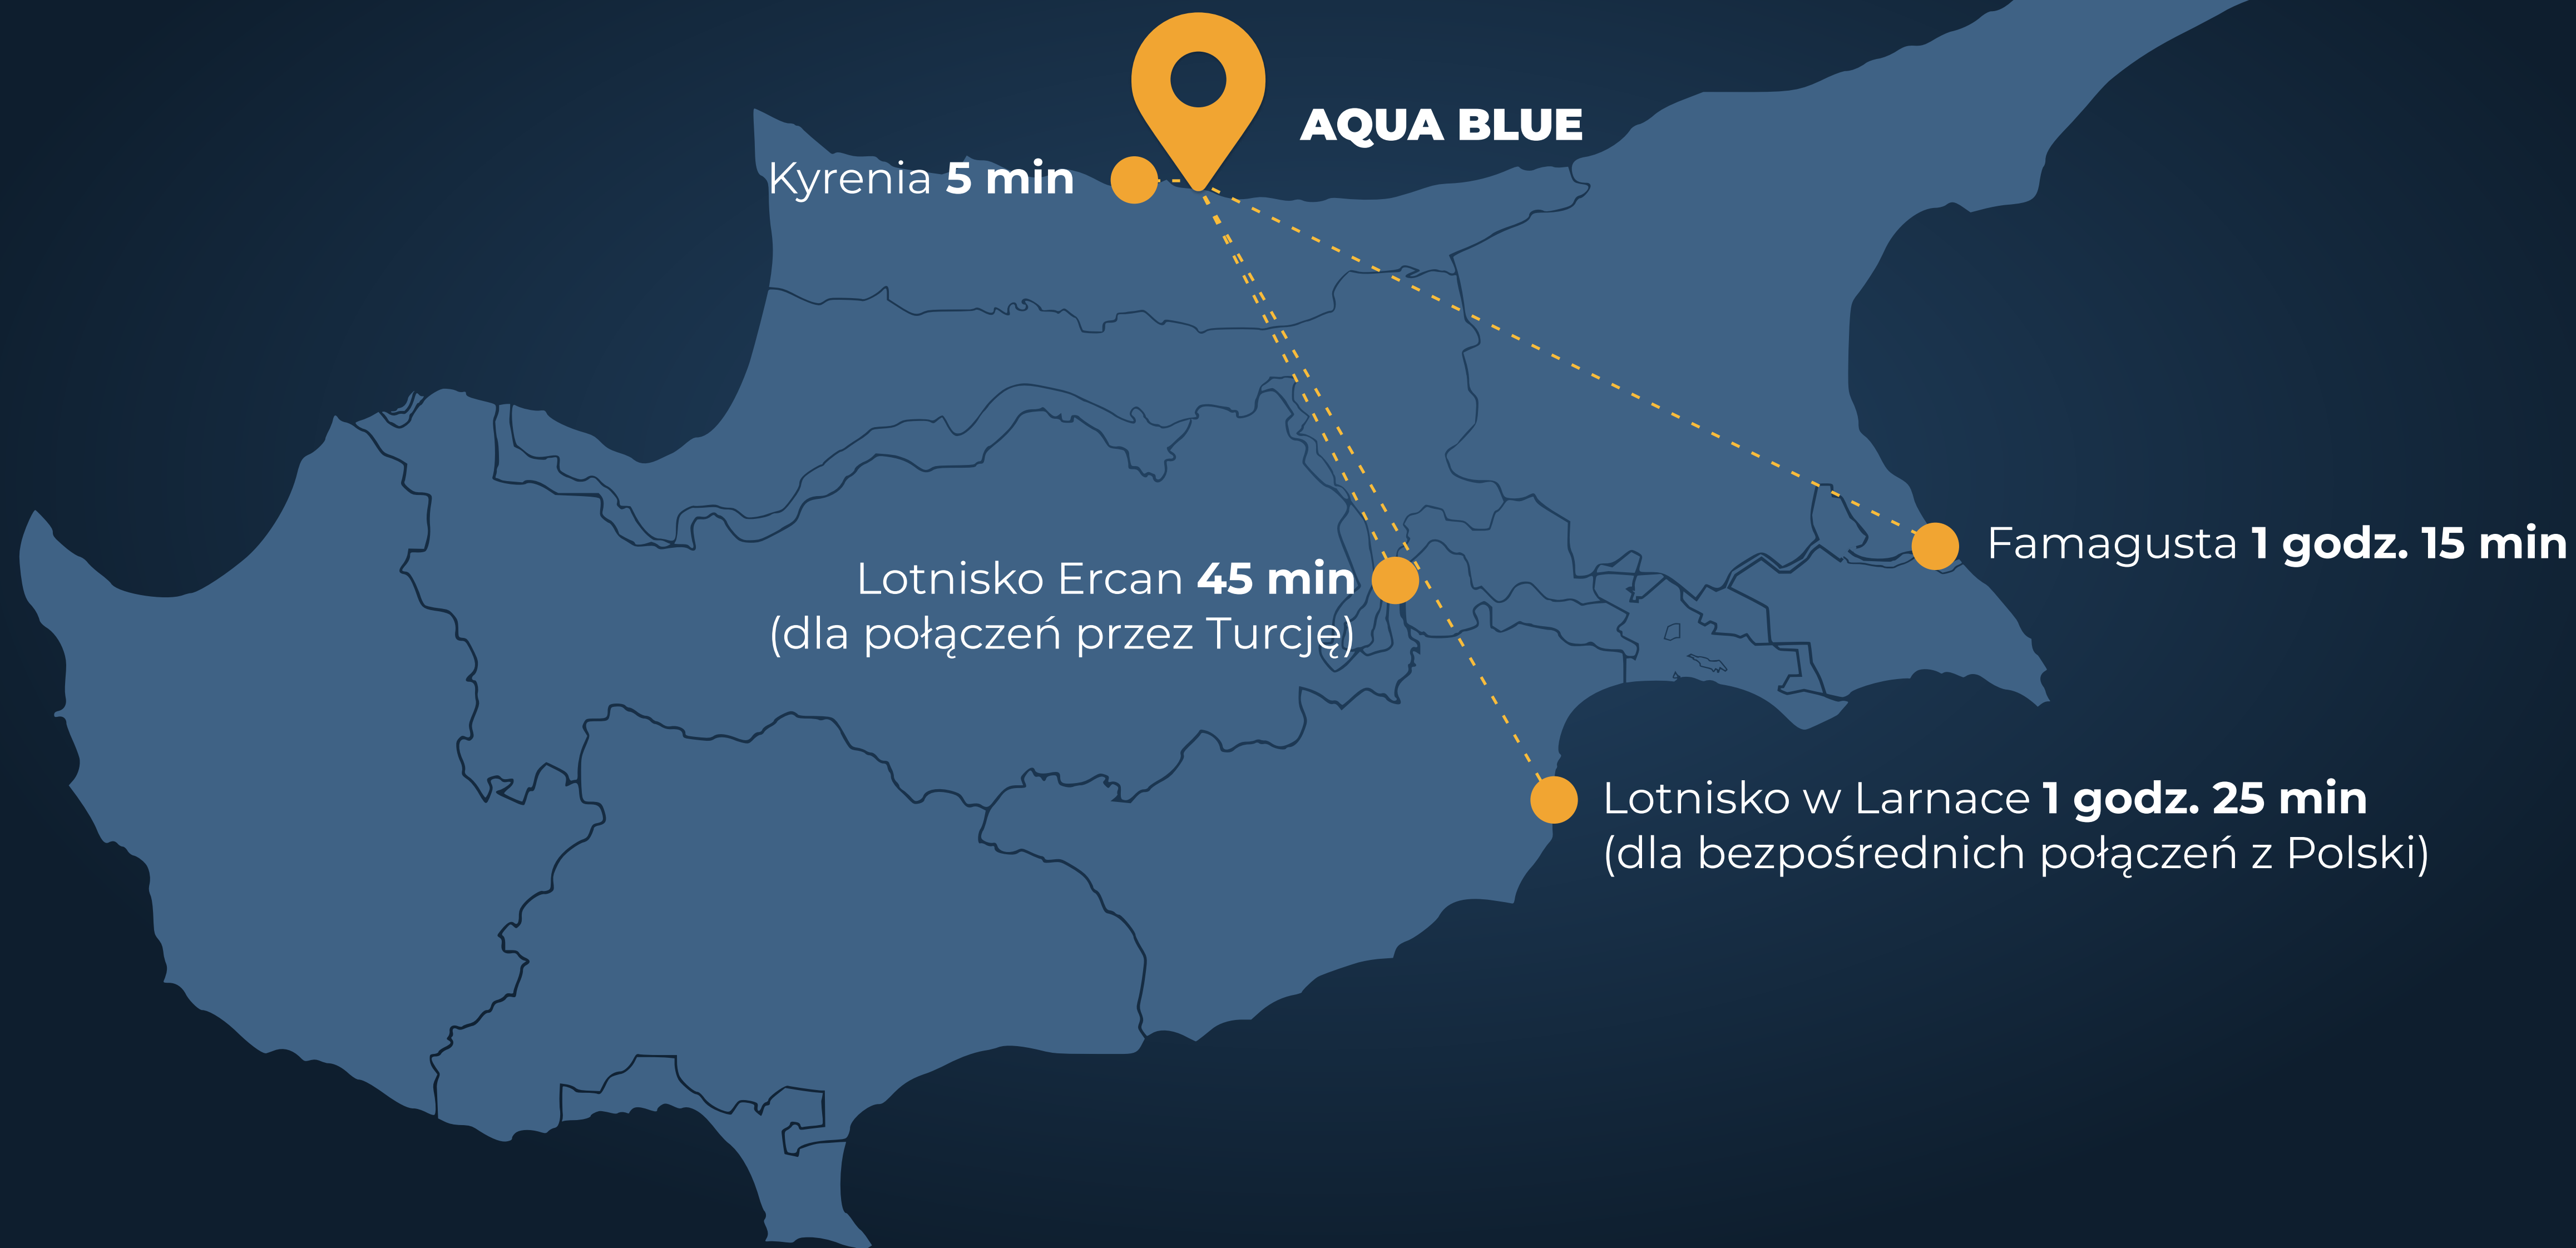 AQUA BLUE
Kyrenia 5 min
Famagusta 1 godz. 15 min
Lotnisko Ercan 45 min
(dla połączeń przez Turcję)
Lotnisko w Larnace 1 godz. 25 min
(dla bezpośrednich połączeń z Polski)